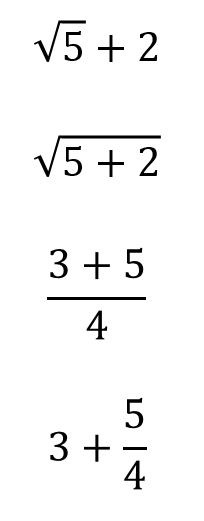 √5 + 2
√(5 + 2)
(3 + 5)/4
3 + 5/4